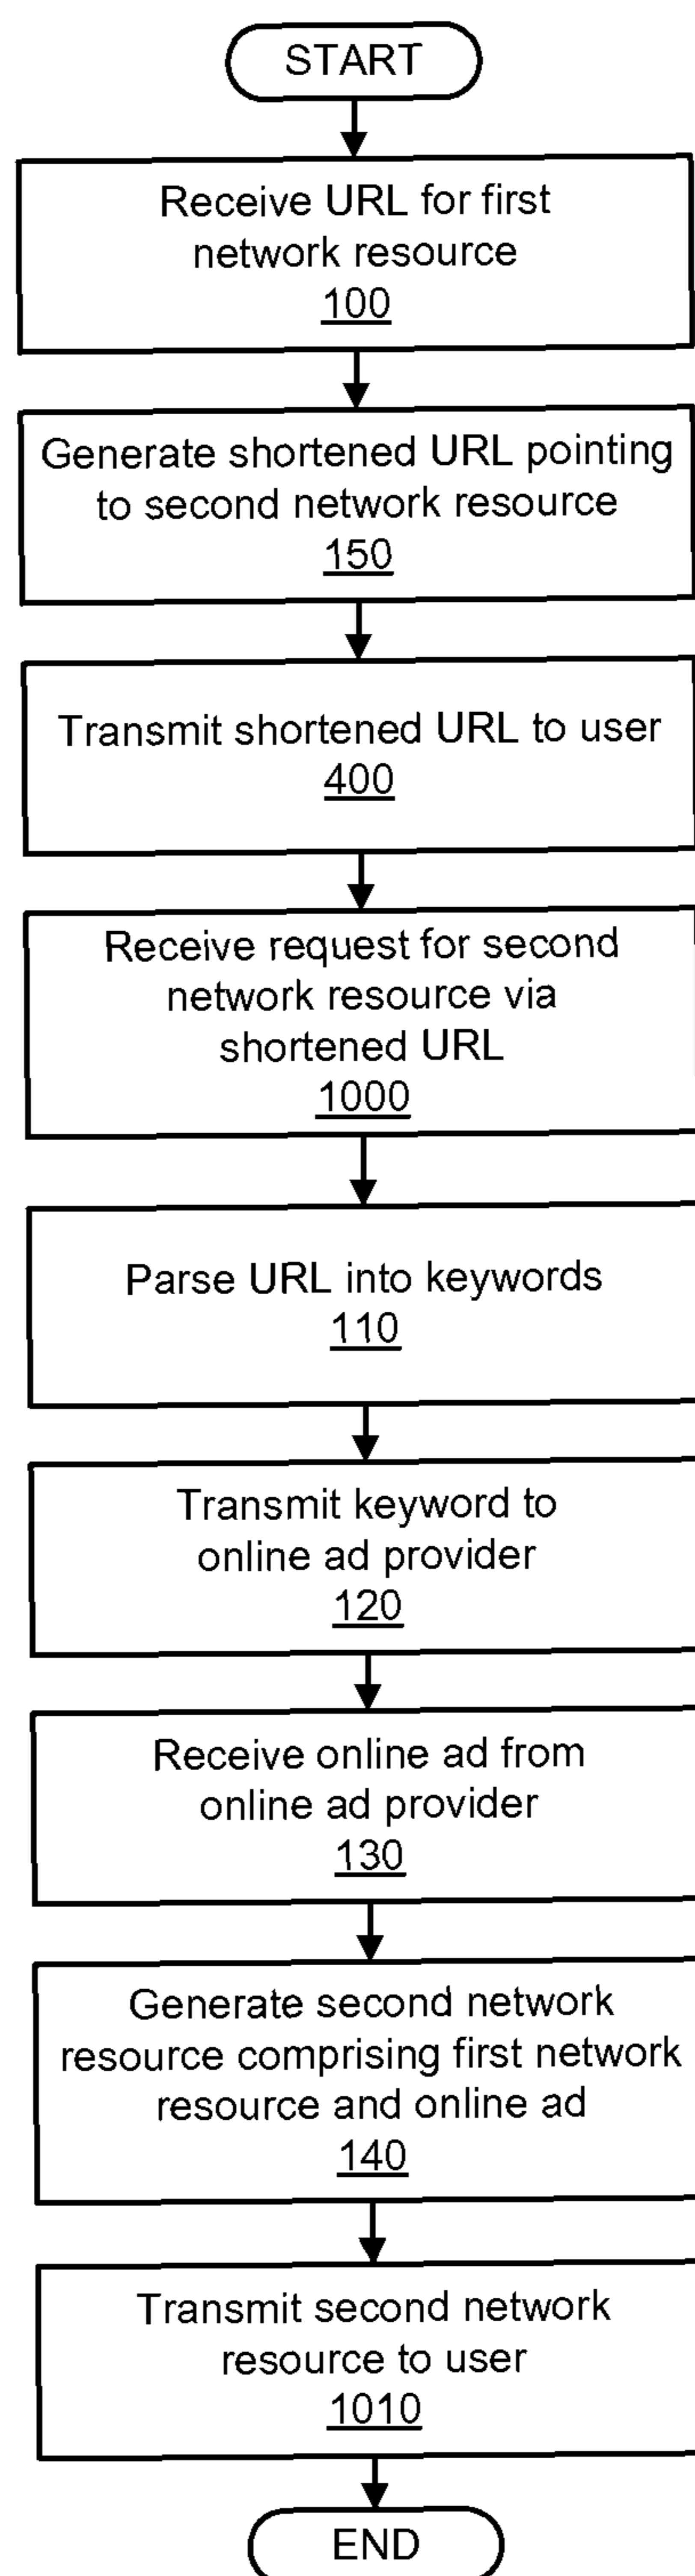 START
Receive URL for first
network resource
100
Generate shortened URL pointing
to second network resource
150
Transmit shortened URL to user
400
Receive request for second
network resource via
shortened URL
1000
Parse URL into keywords
110
Transmit keyword to
online ad provider
120
Receive online ad from
online ad provider
130
Generate second network
resource comprising first network
resource and online ad
140
Transmit second network
resource to user
1010
END